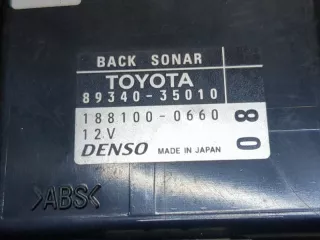 BACK SONAR
TOYOTA
89340-35010
188100-0660
12V
DENSO MADE IN JAPAN
08
>ABS<